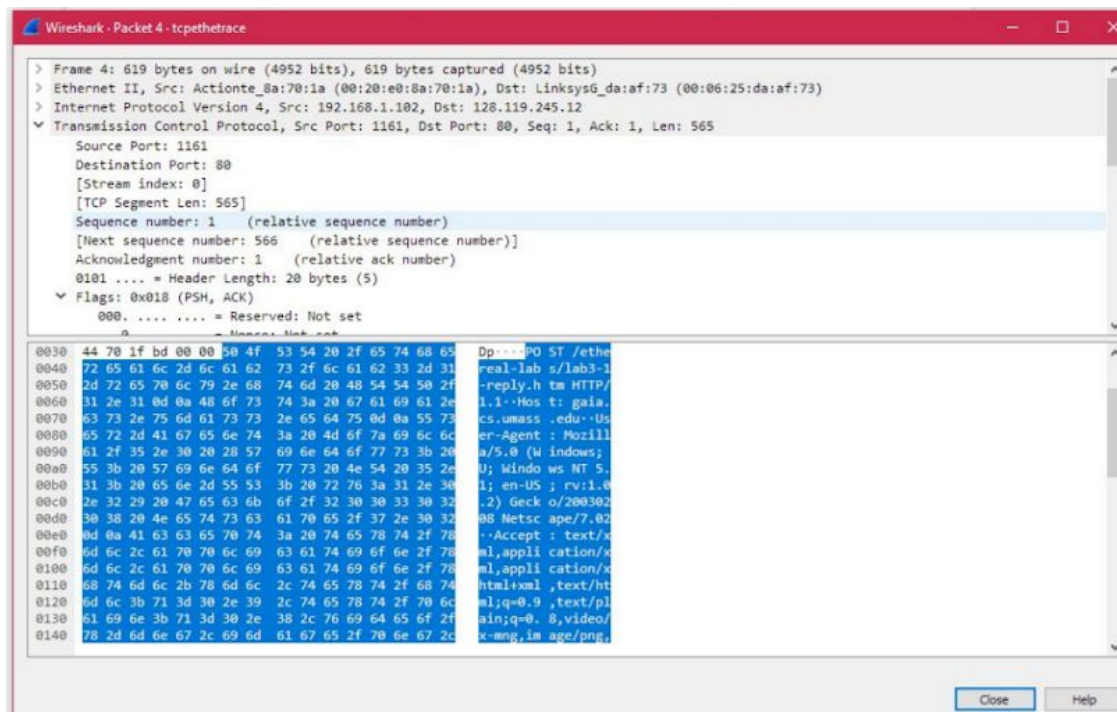 Wireshark · Packet 4 · tcpethetrace
Frame 4: 619 bytes on wire (4952 bits), 619 bytes captured (4952 bits)
Ethernet II, Src: Actionte_8a:70:1a (00:20:e0:8a:70:1a), Dst: LinksysG_da:af:73 (00:06:25:da:af:73)
Internet Protocol Version 4, Src: 192.168.1.102, Dst: 128.119.245.12
Transmission Control Protocol, Src Port: 1161, Dst Port: 80, Seq: 1, Ack: 1, Len: 565
Source Port: 1161
Destination Port: 80
[Stream index: 0]
[TCP Segment Len: 565]
Sequence number: 1 (relative sequence number)
[Next sequence number: 566 (relative sequence number)]
Acknowledgment number: 1 (relative ack number)
0101 .... = Header Length: 20 bytes (5)
Flags: 0x018 (PSH, ACK)
000. .... .... = Reserved: Not set
0030 44 70 1f bd 00 00 50 4f 53 54 20 2f 65 74 68 65 Dp····PO ST /ethe
0040 72 65 61 6c 2d 6c 61 62 73 2f 6c 61 62 33 2d 31 real-lab s/lab3-1
0050 2d 72 65 70 6c 79 2e 68 74 6d 20 48 54 54 50 2f -reply.h tm HTTP/
0060 31 2e 31 0d 0a 48 6f 73 74 3a 20 67 61 69 61 2e 1.1··Hos t: gaia.
0070 63 73 2e 75 6d 61 73 73 2e 65 64 75 0d 0a 55 73 cs.umass .edu··Us
0080 65 72 2d 41 67 65 6e 74 3a 20 4d 6f 7a 69 6c 6c er-Agent : Mozill
0090 61 2f 35 2e 30 20 28 57 69 6e 64 6f 77 73 3b 20 a/5.0 (W indows;
00a0 55 3b 20 57 69 6e 64 6f 77 73 20 4e 54 20 35 2e U; Windo ws NT 5.
00b0 31 3b 20 65 6e 2d 55 53 3b 20 72 76 3a 31 2e 30 1; en-US ; rv:1.0
00c0 2e 32 29 20 47 65 63 6b 6f 2f 32 30 30 33 30 32 .2) Geck o/200302
00d0 30 38 20 4e 65 74 73 63 61 70 65 2f 37 2e 30 32 08 Netsc ape/7.02
00e0 0d 0a 41 63 63 65 70 74 3a 20 74 65 78 74 2f 78 ··Accept : text/x
00f0 6d 6c 2c 61 70 70 6c 69 63 61 74 69 6f 6e 2f 78 ml,appli cation/x
0100 6d 6c 2c 61 70 70 6c 69 63 61 74 69 6f 6e 2f 78 ml,appli cation/x
0110 68 74 6d 6c 2b 78 6d 6c 2c 74 65 78 74 2f 68 74 html+xml ,text/ht
0120 6d 6c 3b 71 3d 30 2e 39 2c 74 65 78 74 2f 70 6c ml;q=0.9 ,text/pl
0130 61 69 6e 3b 71 3d 30 2e 38 2c 76 69 64 65 6f 2f ain;q=0. 8,video/
0140 78 2d 6d 6e 67 2c 69 6d 61 67 65 2f 70 6e 67 2c x-mng,im age/png,
Close Help